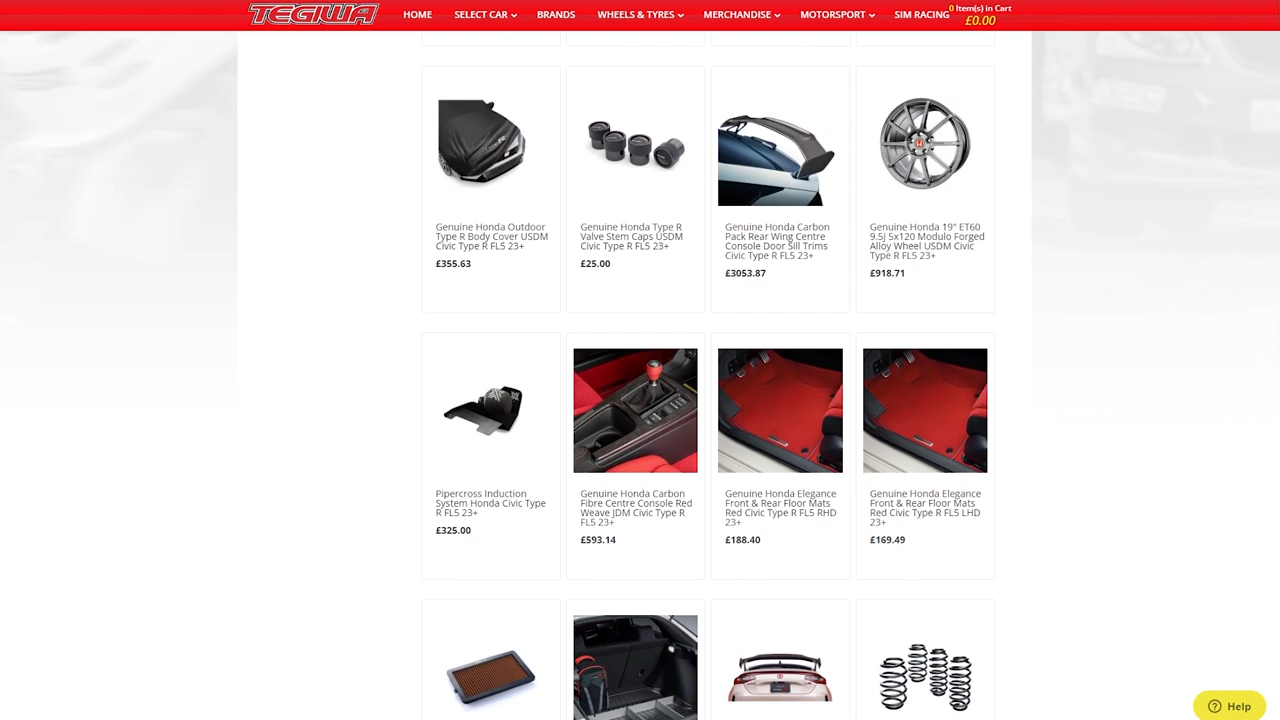 TEGIWA
HOME SELECT CAR BRANDS WHEELS & TYRES MERCHANDISE MOTORSPORT SIM RACING
0 Item(s) in Cart
£0.00
Genuine Honda Outdoor
Type R Body Cover USDM
Civic Type R FL5 23+
£355.63
Genuine Honda Type R
Valve Stem Caps USDM
Civic Type R FL5 23+
£25.00
Genuine Honda Carbon
Pack Rear Wing Centre
Console Door Sill Trims
Civic Type R FL5 23+
£3053.87
Genuine Honda 19" ET60
9.5J 5x120 Modulo Forged
Alloy Wheel USDM Civic
Type R FL5 23+
£918.71
Pipercross Induction
System Honda Civic Type
R FL5 23+
£325.00
Genuine Honda Carbon
Fibre Centre Console Red
Weave JDM Civic Type R
FL5 23+
£593.14
Genuine Honda Elegance
Front & Rear Floor Mats
Red Civic Type R FL5 RHD
23+
£188.40
Genuine Honda Elegance
Front & Rear Floor Mats
Red Civic Type R FL5 LHD
23+
£169.49
Help